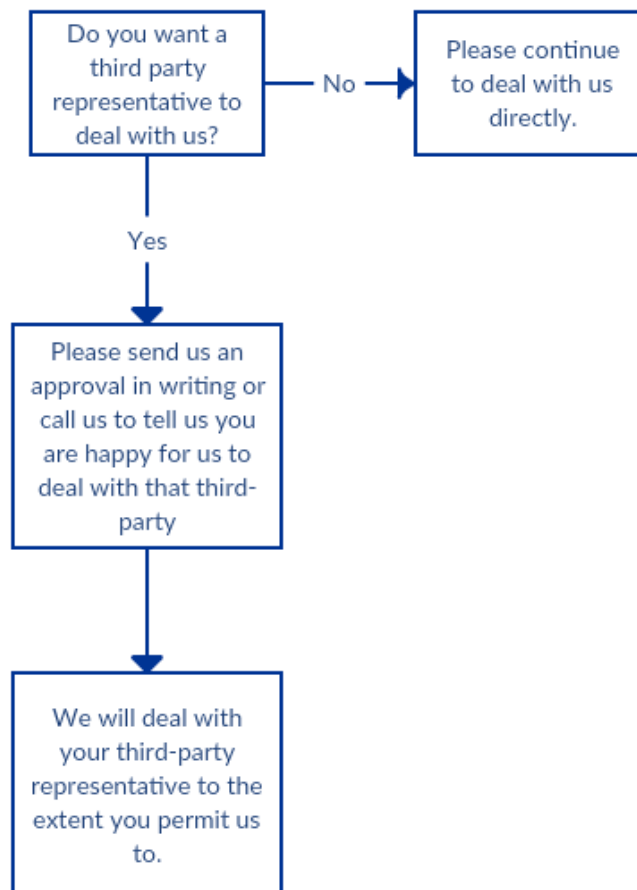 Do you want a
third party
representative to
deal with us?
No
Please continue
to deal with us
directly.
Yes
Please send us an
approval in writing or
call us to tell us you
are happy for us to
deal with that third-
party
We will deal with
your third-party
representative to the
extent you permit us
to.